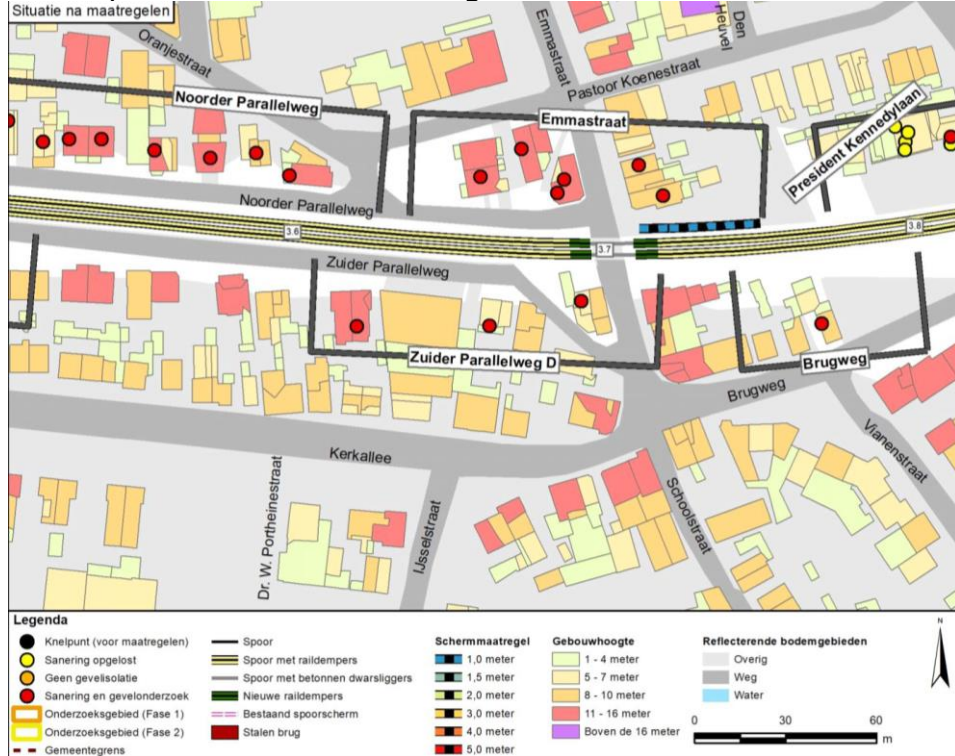 Situatie na maatregelen
Oranjestraat
Emmastraat
Den Heuvel
Pastoor Koenestraat
Noorder Parallelweg
Emmastraat
President Kennedylaan
Noorder Parallelweg
3.6
3.7
3.8
Zuider Parallelweg
Zuider Parallelweg D
Brugweg
Brugweg
Kerkallee
Vianenstraat
Dr. W. Portheinestraat
IJsselstraat
Schoolstraat
Legenda
Knelpunt (voor maatregelen)
Sanering opgelost
Geen gevelisolatie
Sanering en gevelonderzoek
Onderzoeksgebied (Fase 1)
Onderzoeksgebied (Fase 2)
Gemeentegrens
Spoor
Spoor met raildempers
Spoor met betonnen dwarsliggers
Nieuwe raildempers
Bestaand spoorscherm
Stalen brug
Schermmaatregel
1,0 meter
1,5 meter
2,0 meter
3,0 meter
4,0 meter
5,0 meter
Gebouwhoogte
1 - 4 meter
5 - 7 meter
8 - 10 meter
11 - 16 meter
Boven de 16 meter
Reflecterende bodemgebieden
Overig
Weg
Water
N
0 30 60
m